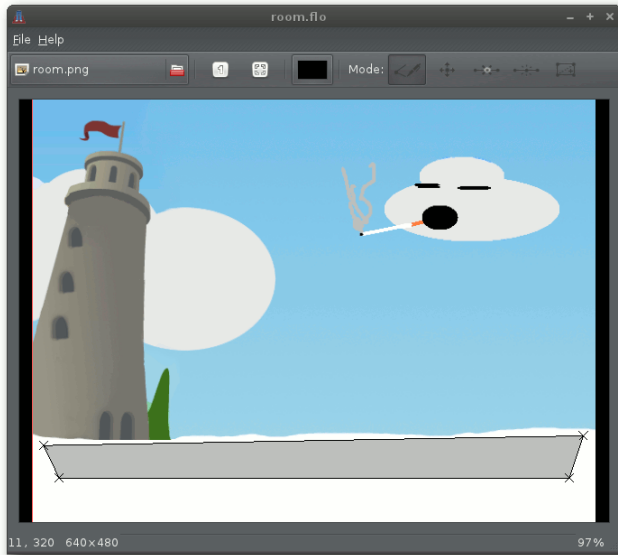 room.flo
File Help
room.png
Mode:
11, 320 640×480
97%